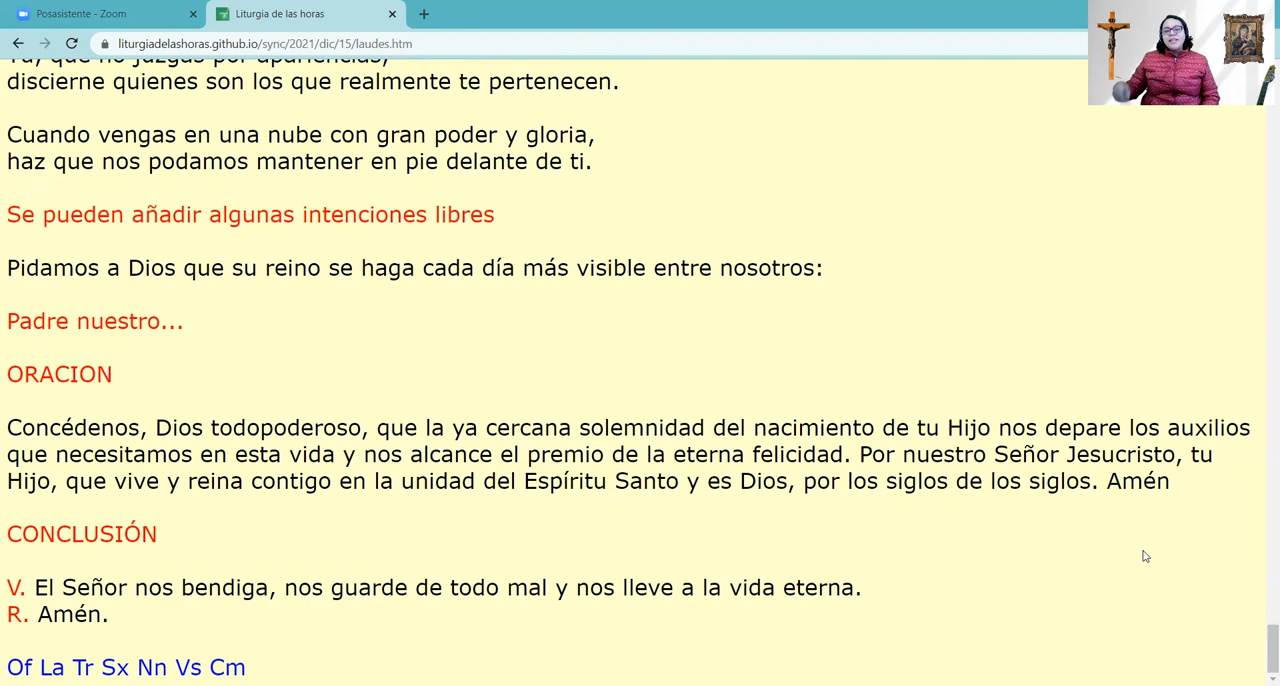 Posasistente - Zoom
Liturgia de las horas
liturgiadelashoras.github.io/sync/2021/dic/15/laudes.htm
Tú, que no juzgas por apariencias,
discierne quienes son los que realmente te pertenecen.
Cuando vengas en una nube con gran poder y gloria,
haz que nos podamos mantener en pie delante de ti.
Se pueden añadir algunas intenciones libres
Pidamos a Dios que su reino se haga cada día más visible entre nosotros:
Padre nuestro...
ORACION
Concédenos, Dios todopoderoso, que la ya cercana solemnidad del nacimiento de tu Hijo nos depare los auxilios
que necesitamos en esta vida y nos alcance el premio de la eterna felicidad. Por nuestro Señor Jesucristo, tu
Hijo, que vive y reina contigo en la unidad del Espíritu Santo y es Dios, por los siglos de los siglos. Amén
CONCLUSIÓN
V. El Señor nos bendiga, nos guarde de todo mal y nos lleve a la vida eterna.
R. Amén.
Of La Tr Sx Nn Vs Cm